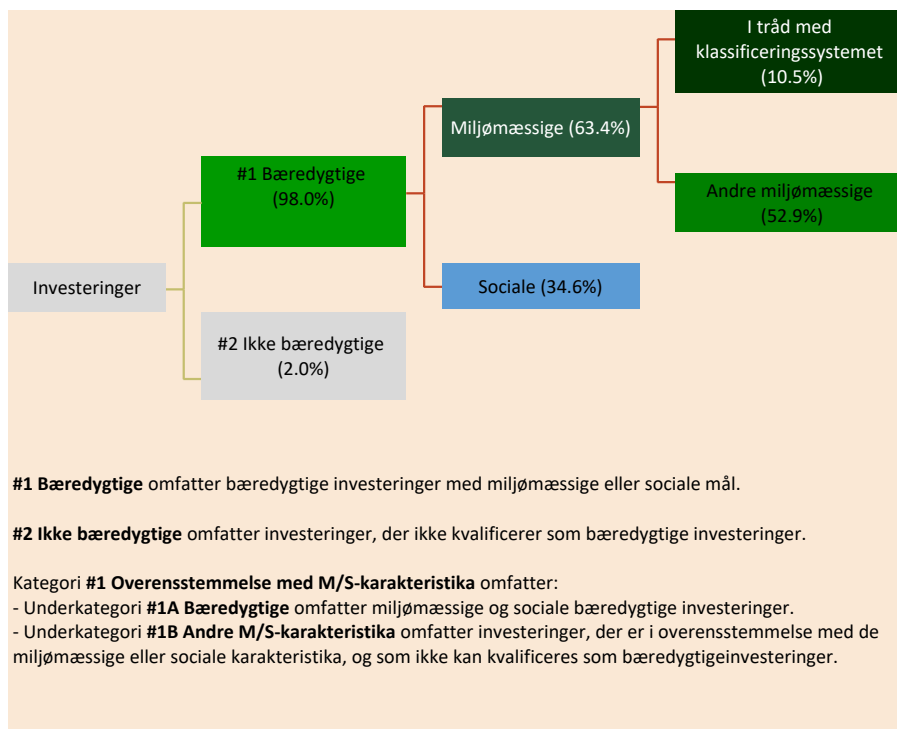 I tråd med
klassificeringssystemet
(10.5%)
Miljømæssige (63.4%)
#1 Bæredygtige
(98.0%)
Andre miljømæssige
(52.9%)
Investeringer
Sociale (34.6%)
#2 Ikke bæredygtige
(2.0%)
#1 Bæredygtige omfatter bæredygtige investeringer med miljømæssige eller sociale mål.
#2 Ikke bæredygtige omfatter investeringer, der ikke kvalificerer som bæredygtige investeringer.
Kategori #1 Overensstemmelse med M/S-karakteristika omfatter:
- Underkategori #1A Bæredygtige omfatter miljømæssige og sociale bæredygtige investeringer.
- Underkategori #1B Andre M/S-karakteristika omfatter investeringer, der er i overensstemmelse med de
miljømæssige eller sociale karakteristika, og som ikke kan kvalificeres som bæredygtigeinvesteringer.